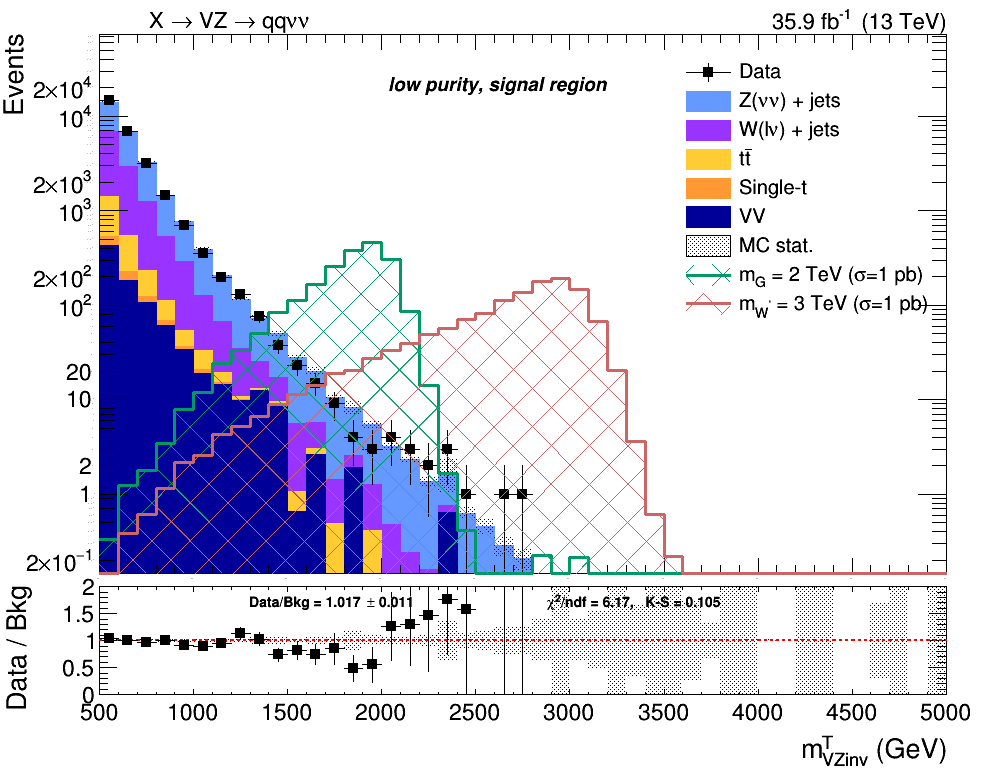 X → VZ → qqνν
35.9 fb⁻¹ (13 TeV)
Events
low purity, signal region
Data
Z(νν) + jets
W(lν) + jets
tt̄
Single-t
VV
MC stat.
m_G = 2 TeV (σ=1 pb)
m_W' = 3 TeV (σ=1 pb)
2×10⁴
10⁴
2×10³
10³
2×10²
10²
20
10
2
1
2×10⁻¹
Data / Bkg
Data/Bkg = 1.017 ± 0.011
χ²/ndf = 6.17, K-S = 0.105
2
1.5
1
0.5
0
500 1000 1500 2000 2500 3000 3500 4000 4500 5000
m^T_VZinv (GeV)